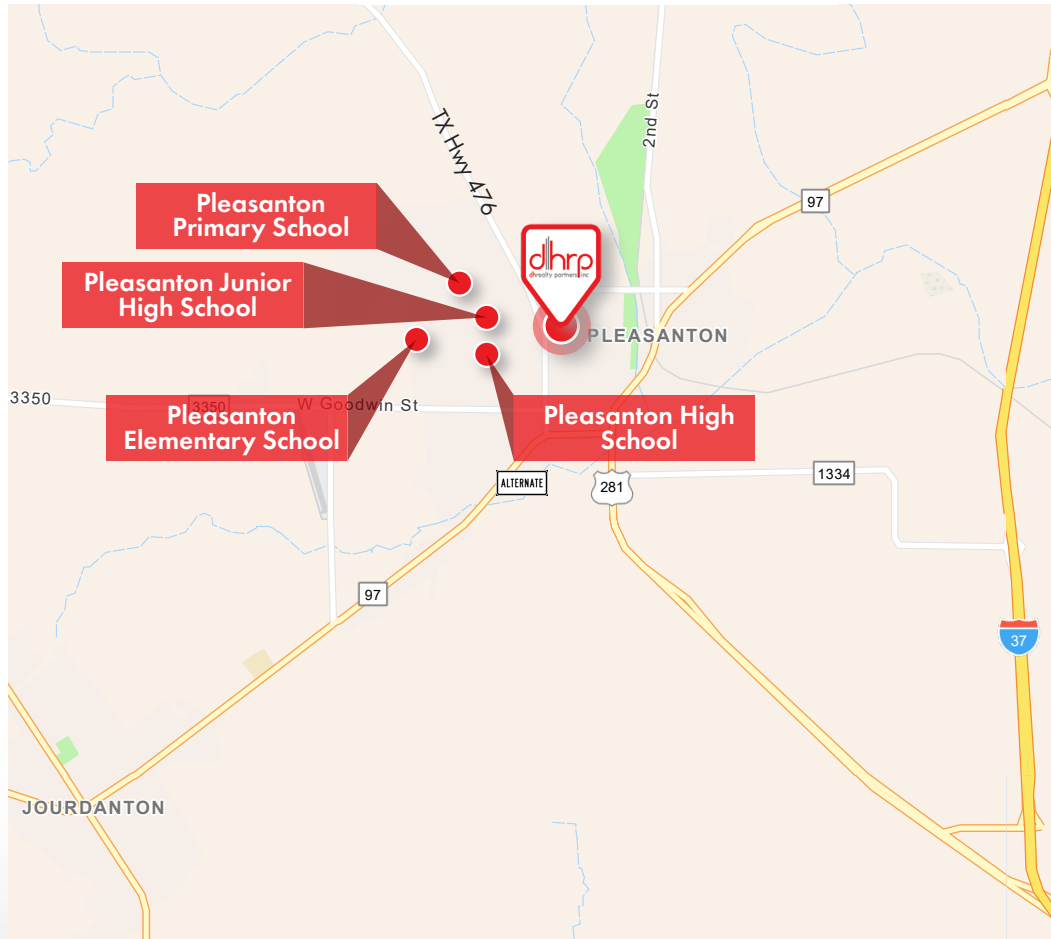 TX Hwy 476
2nd St
97
Pleasanton
Primary School
dhrp
dhrealty partners inc
Pleasanton Junior
High School
PLEASANTON
3350
3350
W Goodwin St
Pleasanton
Elementary School
Pleasanton High
School
ALTERNATE
281
1334
97
37
JOURDANTON